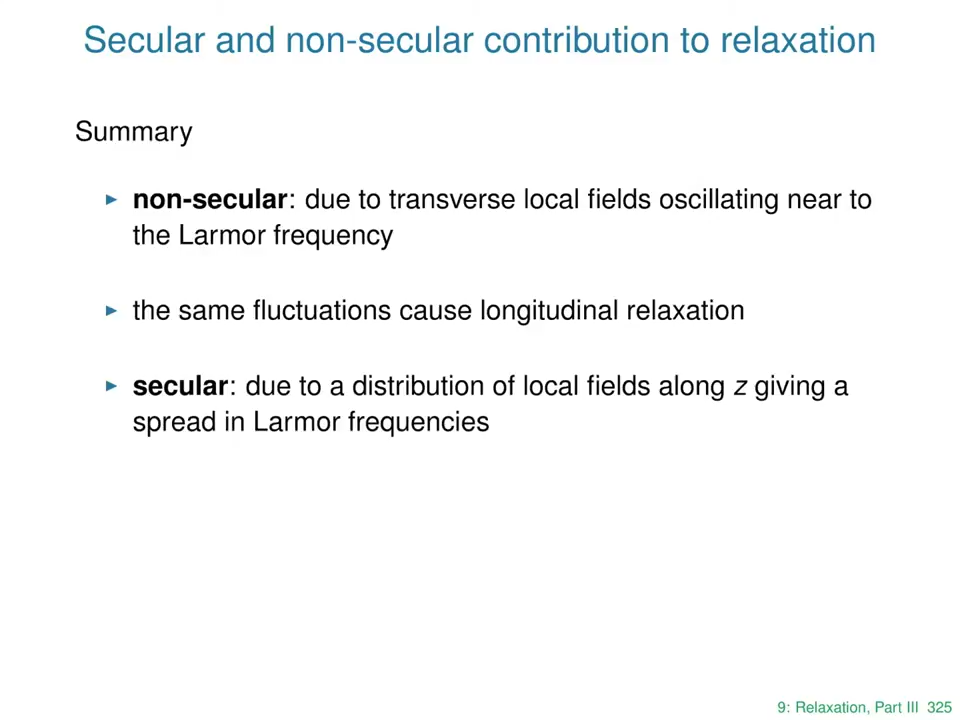 Secular and non-secular contribution to relaxation
Summary
▶ non-secular: due to transverse local fields oscillating near to
the Larmor frequency
▶ the same fluctuations cause longitudinal relaxation
▶ secular: due to a distribution of local fields along z giving a
spread in Larmor frequencies
9: Relaxation, Part III 325